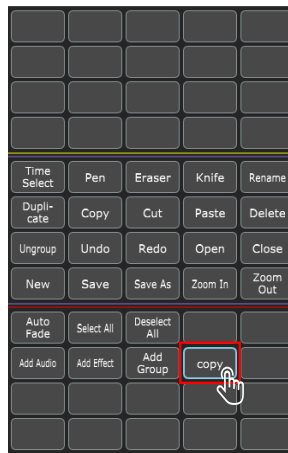 Time Select
Pen
Eraser
Knife
Rename
Dupli-
cate
Copy
Cut
Paste
Delete
Ungroup
Undo
Redo
Open
Close
New
Save
Save As
Zoom In
Zoom
Out
Auto
Fade
Select All
Deselect
All
Add Audio
Add Effect
Add
Group
copy